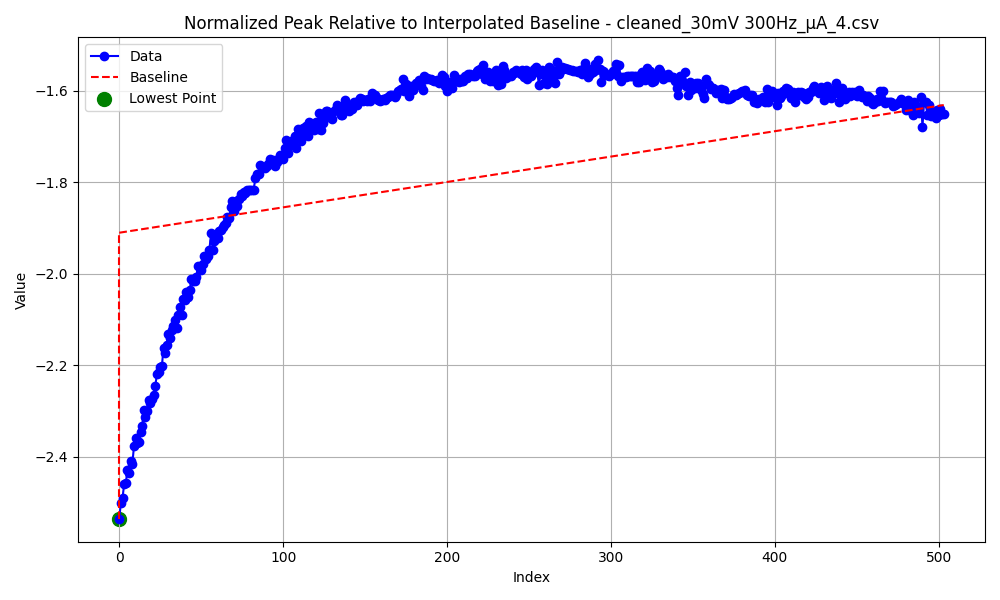 Normalized Peak Relative to Interpolated Baseline - cleaned_30mV 300Hz_μA_4.csv
Data
Baseline
Lowest Point
Value
−1.6
−1.8
−2.0
−2.2
−2.4
0
100
200
300
400
500
Index